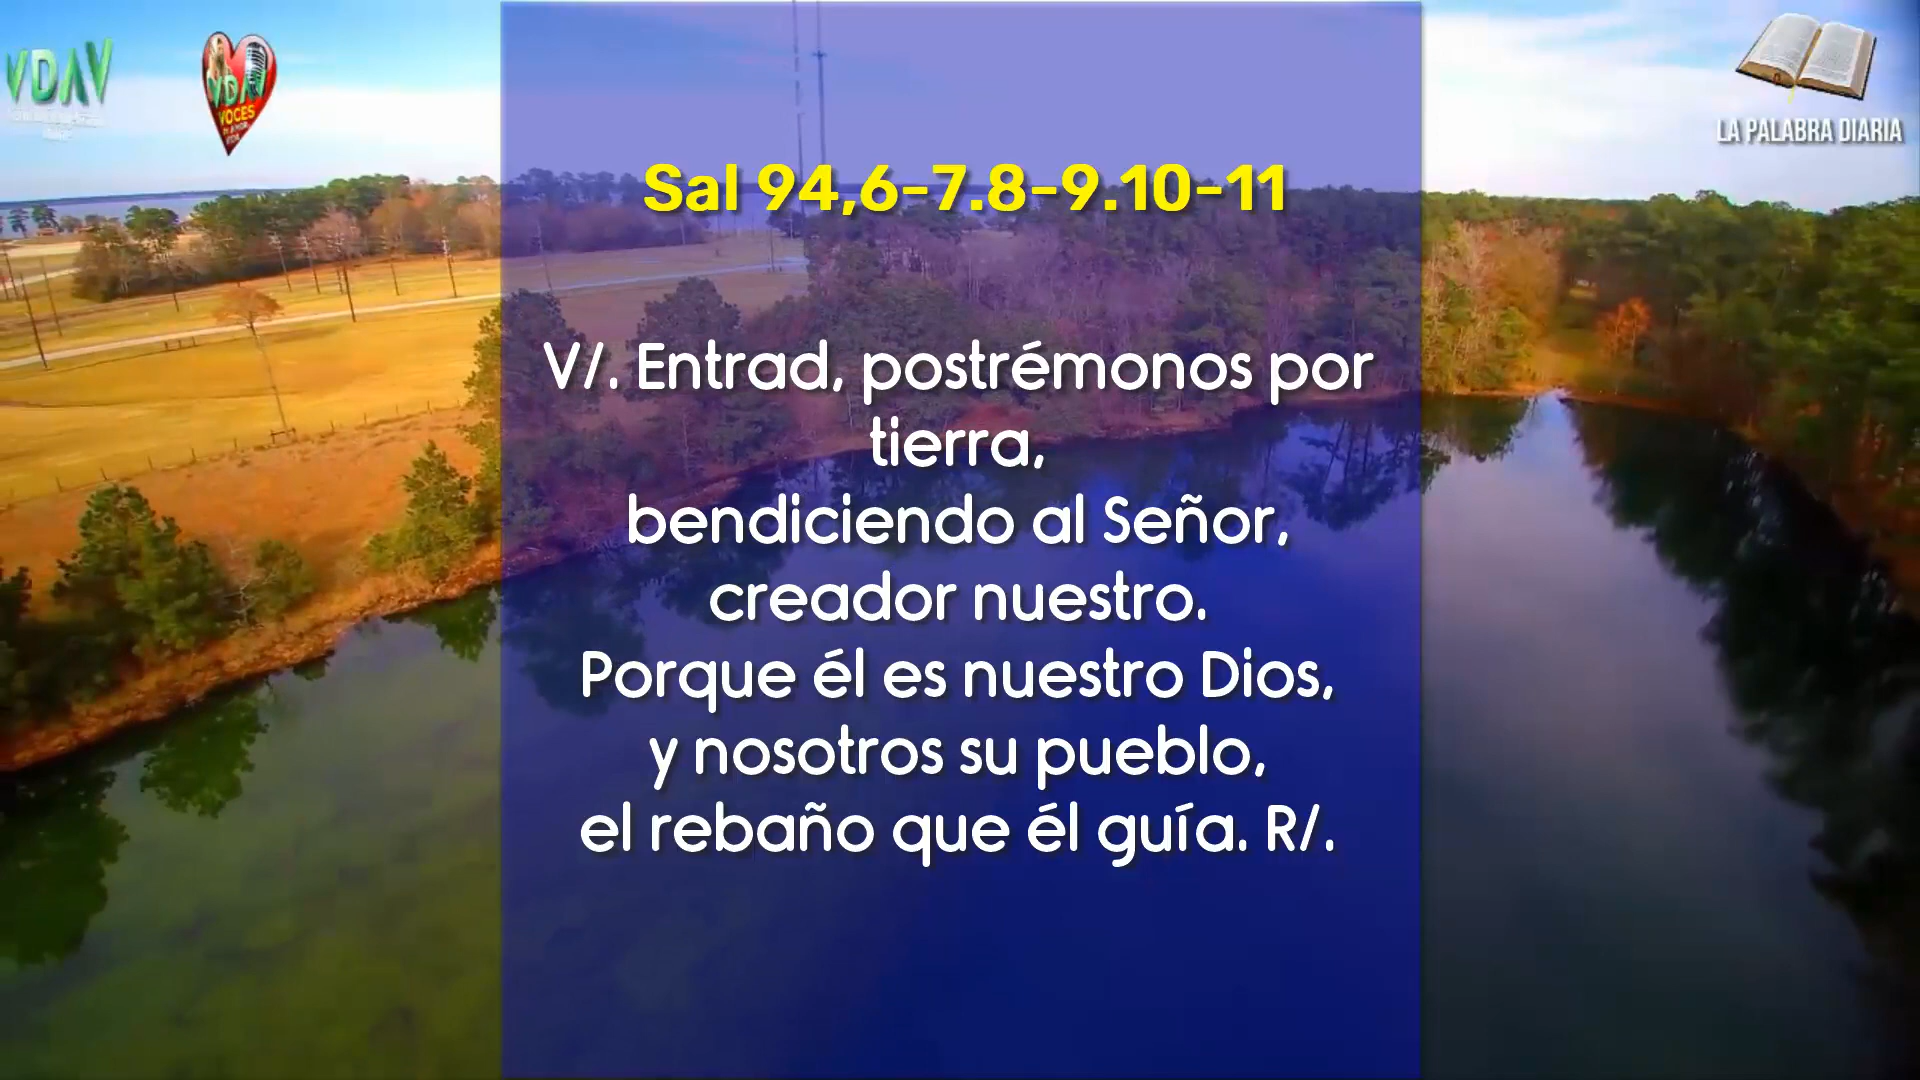 VDAV
VDAV
VOCES
LA PALABRA DIARIA
Sal 94,6-7.8-9.10-11
V/. Entrad, postrémonos por
tierra,
bendiciendo al Señor,
creador nuestro.
Porque él es nuestro Dios,
y nosotros su pueblo,
el rebaño que él guía. R/.